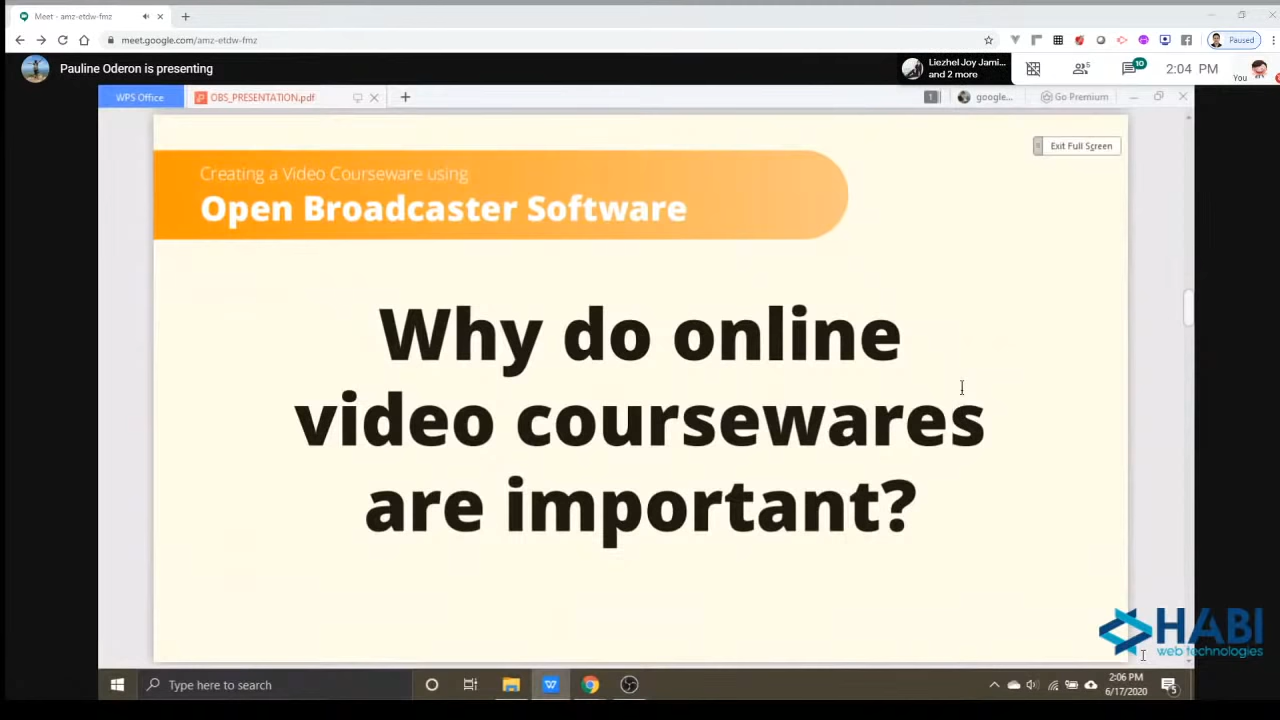 Meet - amz-etdw-fmz
meet.google.com/amz-etdw-fmz
Paused
Pauline Oderon is presenting
Liezhel Joy Jami...
and 2 more
6
10
2:04 PM
You
WPS Office
OBS_PRESENTATION.pdf
1
google...
Go Premium
Exit Full Screen
Creating a Video Courseware using
Open Broadcaster Software
Why do online
video coursewares
are important?
HABI
web technologies
Type here to search
2:06 PM
6/17/2020
5